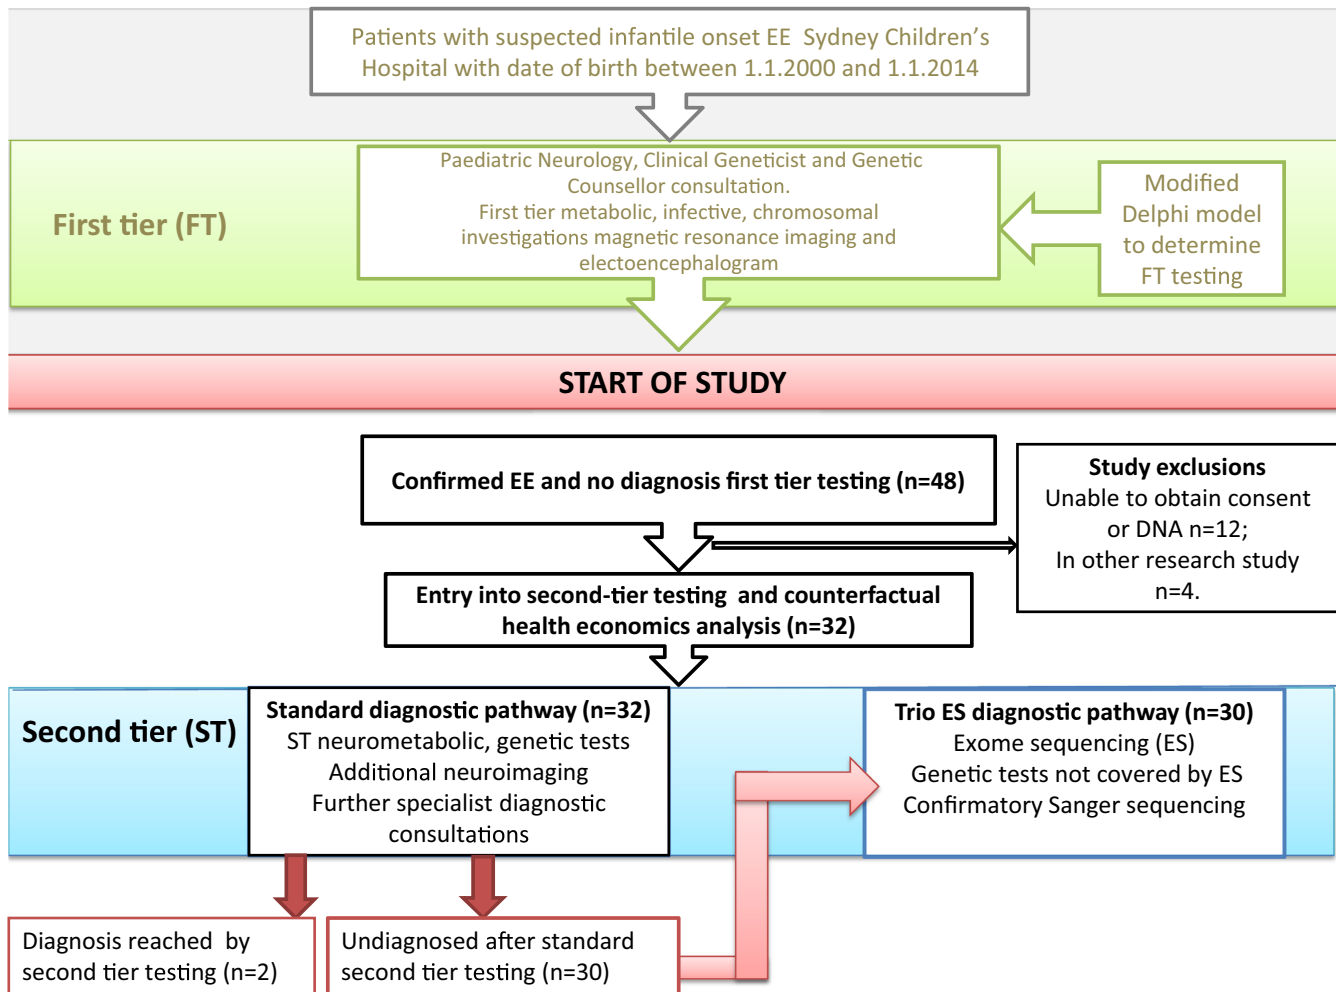 Patients with suspected infantile onset EE Sydney Children's
Hospital with date of birth between 1.1.2000 and 1.1.2014
First tier (FT)
Paediatric Neurology, Clinical Geneticist and Genetic
Counsellor consultation.
First tier metabolic, infective, chromosomal
investigations magnetic resonance imaging and
electoencephalogram
Modified
Delphi model
to determine
FT testing
START OF STUDY
Confirmed EE and no diagnosis first tier testing (n=48)
Study exclusions
Unable to obtain consent
or DNA n=12;
In other research study
n=4.
Entry into second-tier testing and counterfactual
health economics analysis (n=32)
Second tier (ST)
Standard diagnostic pathway (n=32)
ST neurometabolic, genetic tests
Additional neuroimaging
Further specialist diagnostic
consultations
Trio ES diagnostic pathway (n=30)
Exome sequencing (ES)
Genetic tests not covered by ES
Confirmatory Sanger sequencing
Diagnosis reached by
second tier testing (n=2)
Undiagnosed after standard
second tier testing (n=30)